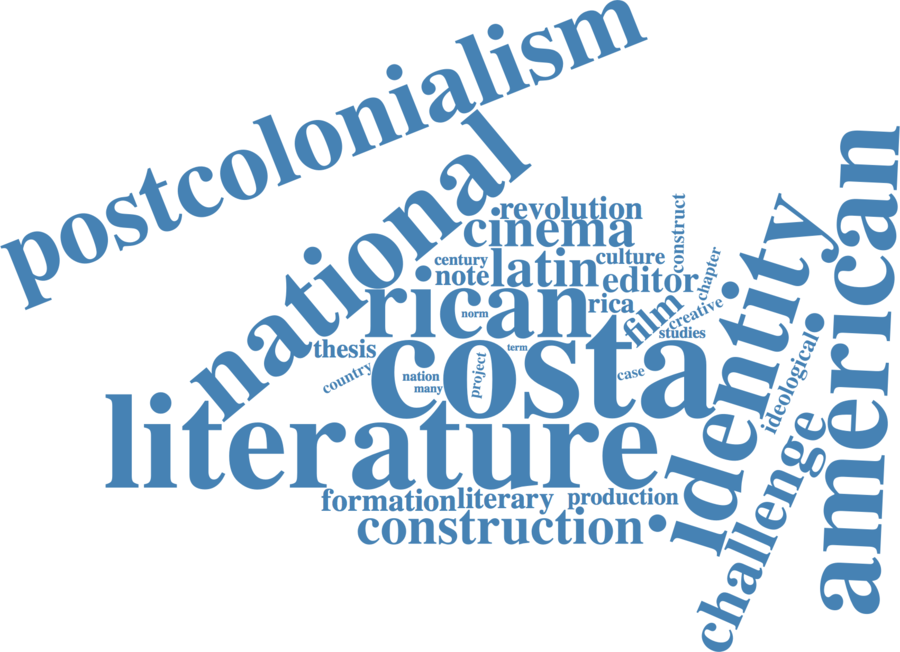 postcolonialism
national
revolution
cinema
construct
century
latin
culture
note
editor
chapter
rican
rica
creative
norm
film
studies
identity
american
thesis
costa
term
country
nation
many
project
case
ideological
literature
challenge
formation
literary
production
construction